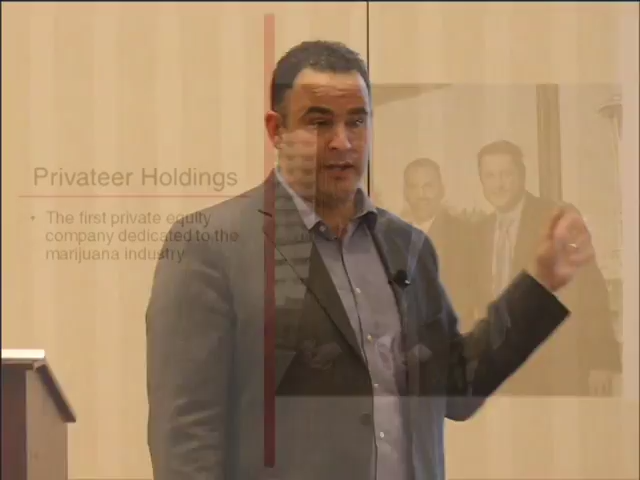 Privateer Holdings
• The first private equity
company dedicated to the
marijuana industry